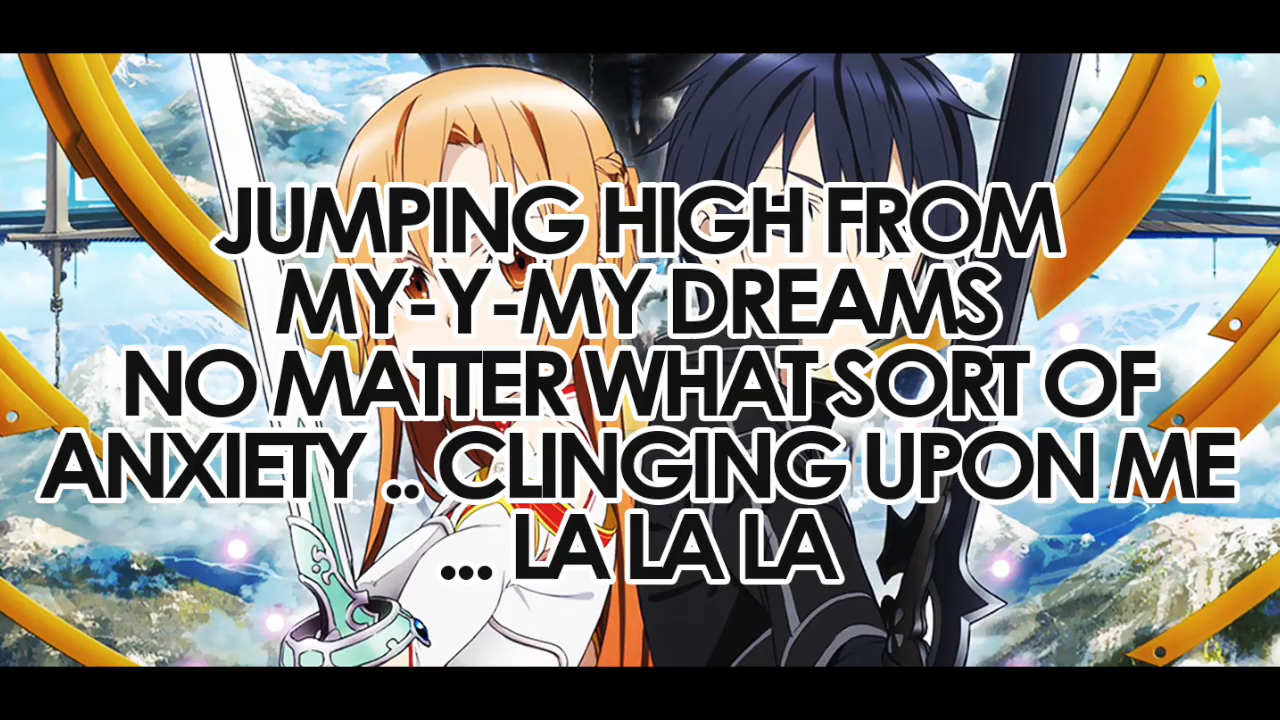 JUMPING HIGH FROM
MY-Y-MY DREAMS
NO MATTER WHAT SORT OF
ANXIETY .. CLINGING UPON ME
... LA LA LA